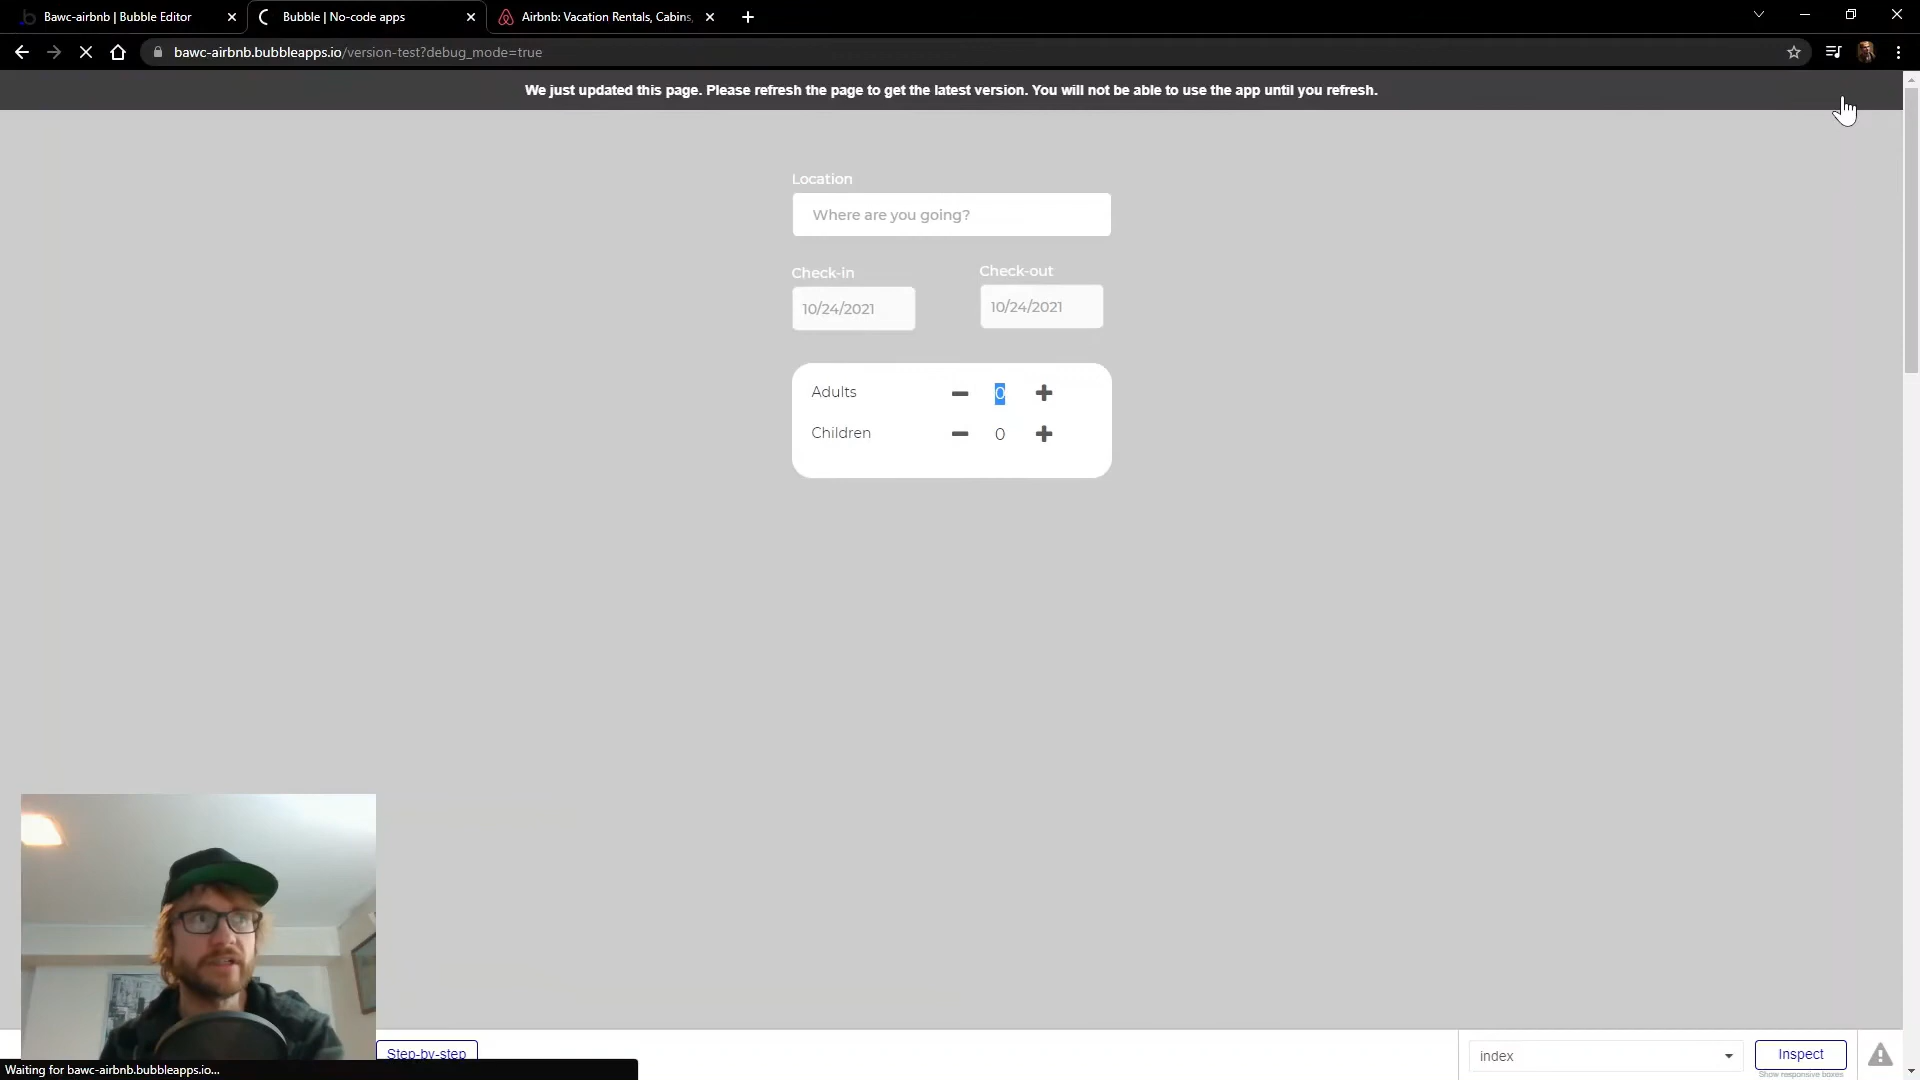 Bawc-airbnb | Bubble Editor
Bubble | No-code apps
Airbnb: Vacation Rentals, Cabins,
bawc-airbnb.bubbleapps.io/version-test?debug_mode=true
We just updated this page. Please refresh the page to get the latest version. You will not be able to use the app until you refresh.
Location
Where are you going?
Check-in
Check-out
10/24/2021
10/24/2021
Adults
0
Children
0
Step-by-step
index
Inspect
Show responsive boxes
Waiting for bawc-airbnb.bubbleapps.io...